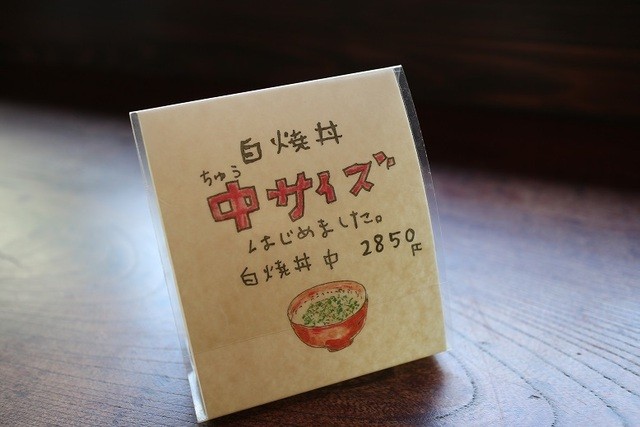 白焼丼
ちゅう
中サイズ
はじめました。
白焼丼中 2850円